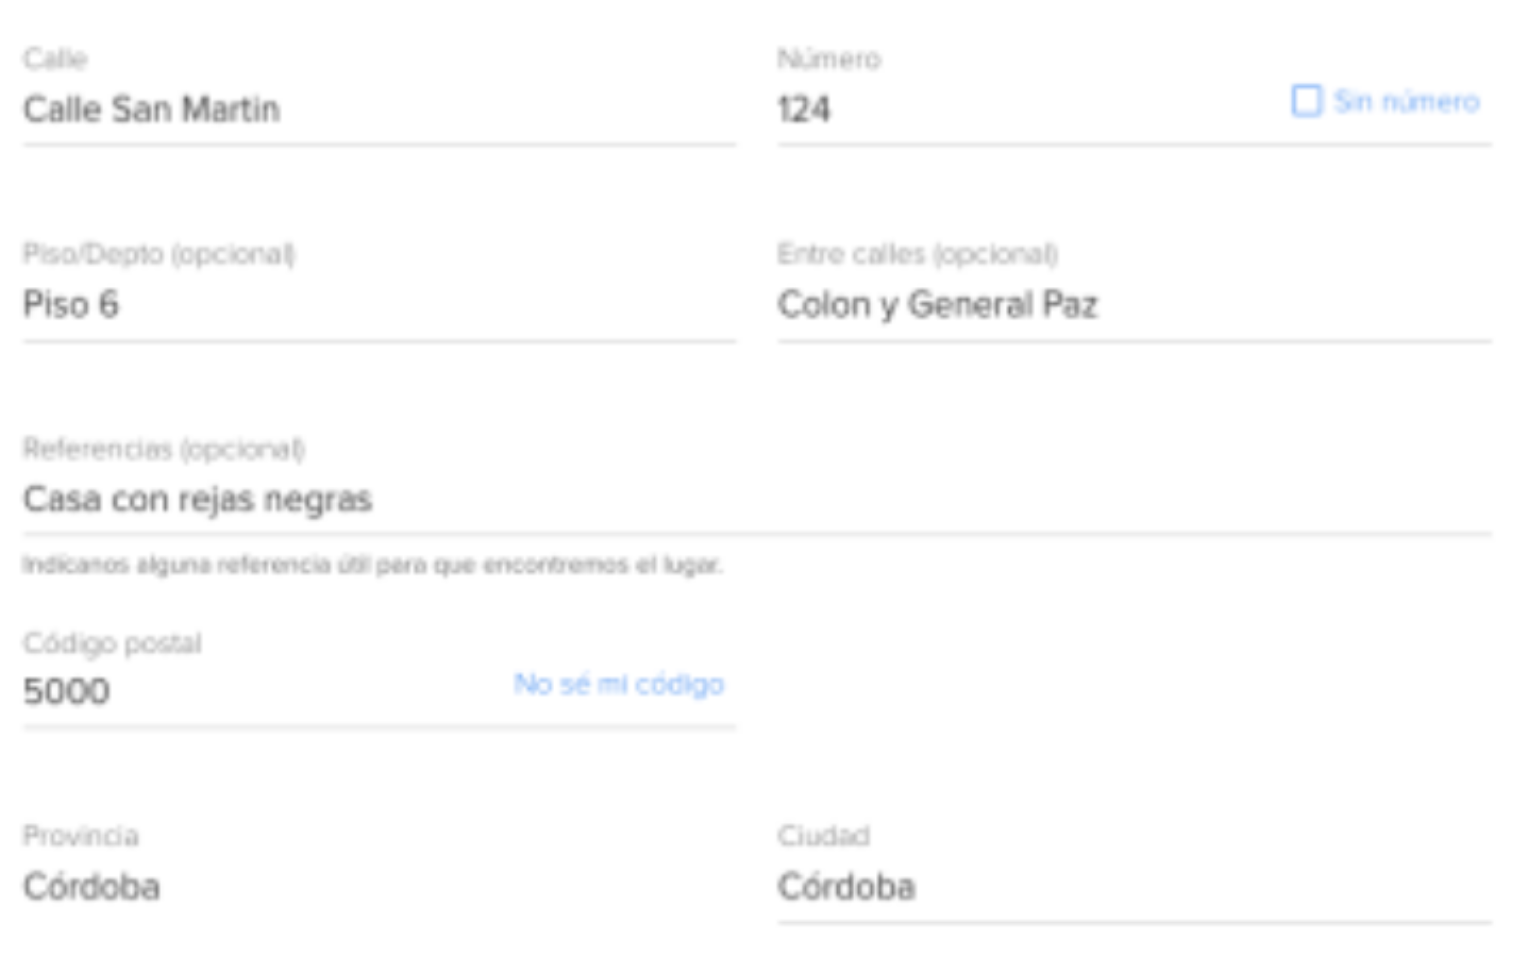 Calle
Número
Calle San Martin
124
Sin número
Piso/Depto (opcional)
Entre calles (opcional)
Piso 6
Colon y General Paz
Referencias (opcional)
Casa con rejas negras
Indícanos alguna referencia útil para que encontremos el lugar.
Código postal
5000
No sé mi código
Provincia
Ciudad
Córdoba
Córdoba